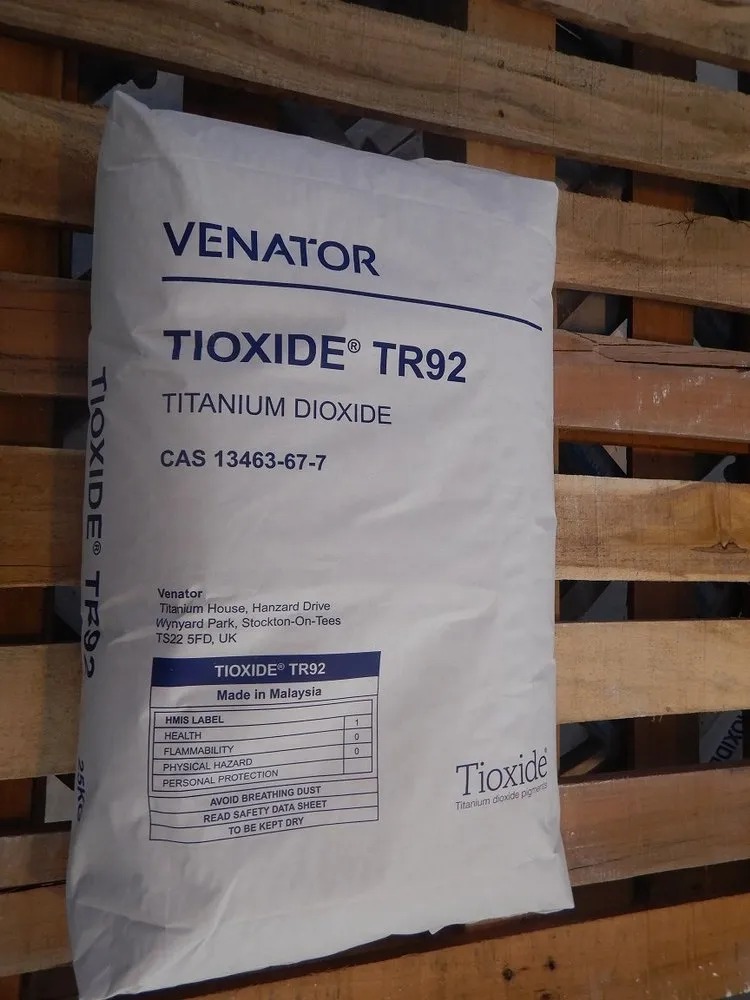 VENATOR
TIOXIDE® TR92
TITANIUM DIOXIDE
CAS 13463-67-7
Venator
Titanium House, Hanzard Drive
Wynyard Park, Stockton-On-Tees
TS22 5FD, UK
TIOXIDE® TR92
Made in Malaysia
HMIS LABEL
HEALTH 1
FLAMMABILITY 0
PHYSICAL HAZARD 0
PERSONAL PROTECTION
AVOID BREATHING DUST
READ SAFETY DATA SHEET
TO BE KEPT DRY
Tioxide®
Titanium dioxide pigments
TIOXIDE® TR92
25KG